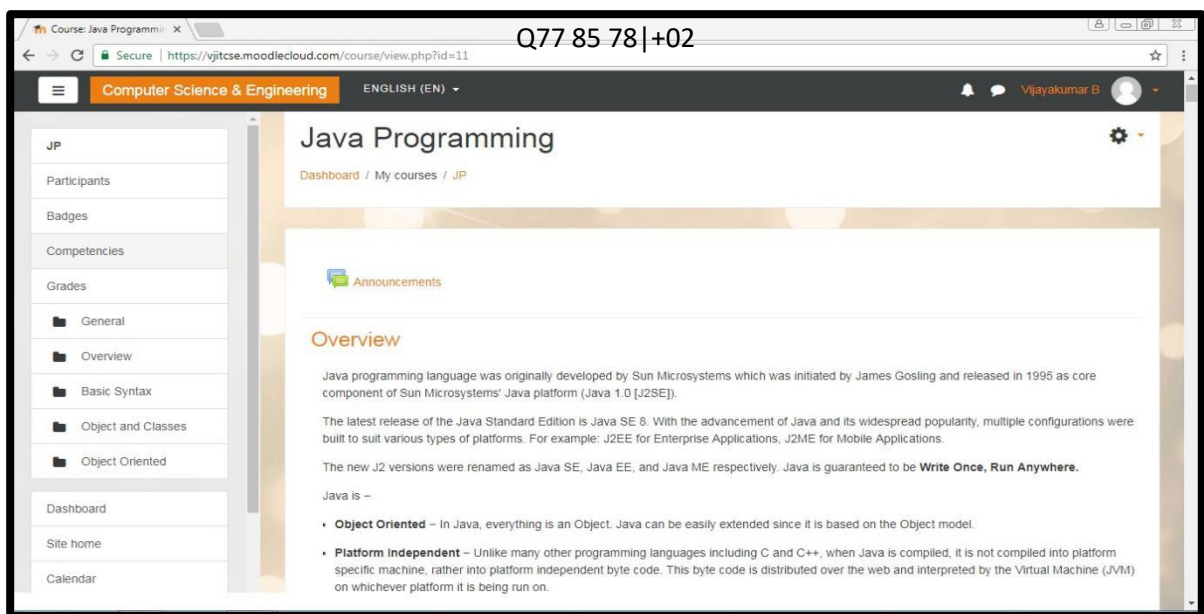 Course: Java Programmin
Q77 85 78|+02
Secure | https://vjitcse.moodlecloud.com/course/view.php?id=11
Computer Science & Engineering
ENGLISH (EN)
Vijayakumar B
JP
Participants
Badges
Competencies
Grades
General
Overview
Basic Syntax
Object and Classes
Object Oriented
Dashboard
Site home
Calendar
Java Programming
Dashboard / My courses / JP
Announcements
Overview
Java programming language was originally developed by Sun Microsystems which was initiated by James Gosling and released in 1995 as core
component of Sun Microsystems' Java platform (Java 1.0 [J2SE]).
The latest release of the Java Standard Edition is Java SE 8. With the advancement of Java and its widespread popularity, multiple configurations were
built to suit various types of platforms. For example: J2EE for Enterprise Applications, J2ME for Mobile Applications.
The new J2 versions were renamed as Java SE, Java EE, and Java ME respectively. Java is guaranteed to be Write Once, Run Anywhere.
Java is –
• Object Oriented – In Java, everything is an Object. Java can be easily extended since it is based on the Object model.
• Platform Independent – Unlike many other programming languages including C and C++, when Java is compiled, it is not compiled into platform
specific machine, rather into platform independent byte code. This byte code is distributed over the web and interpreted by the Virtual Machine (JVM)
on whichever platform it is being run on.